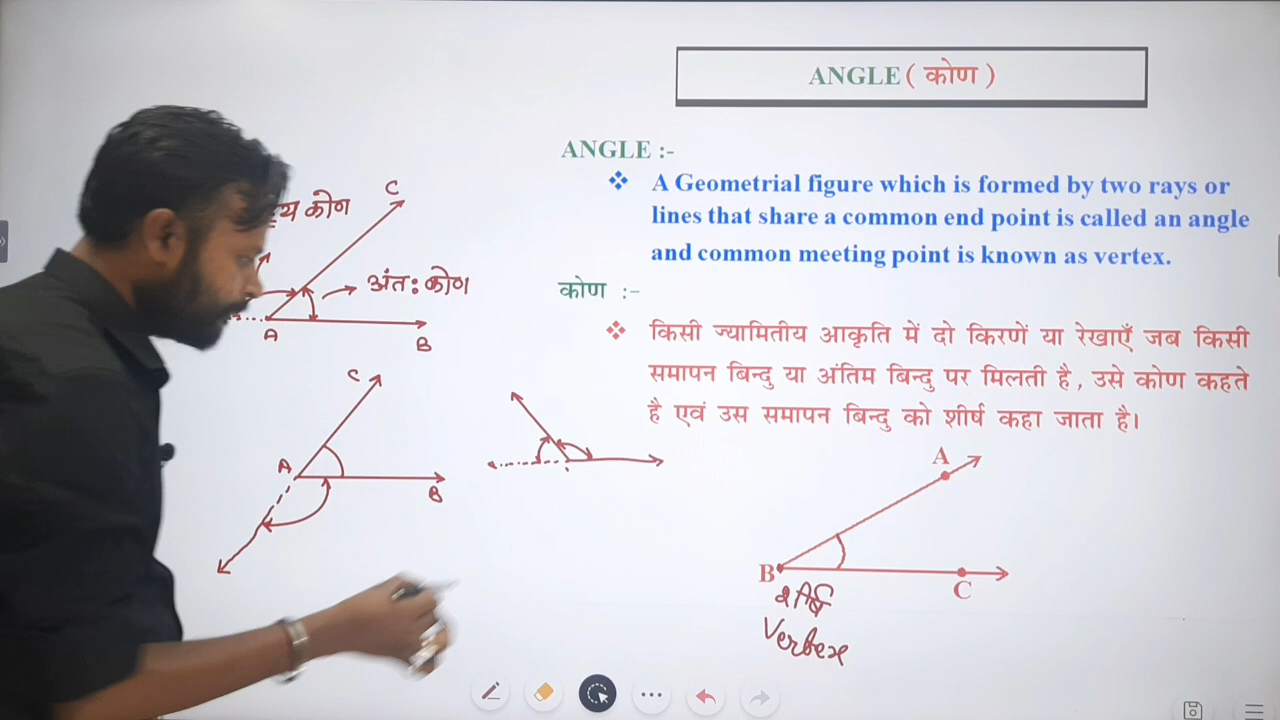 ANGLE ( कोण )
ANGLE :-
❖ A Geometrial figure which is formed by two rays or
lines that share a common end point is called an angle
and common meeting point is known as vertex.
कोण :-
❖ किसी ज्यामितीय आकृति में दो किरणें या रेखाएँ जब किसी
समापन बिन्दु या अंतिम बिन्दु पर मिलती है, उसे कोण कहते
है एवं उस समापन बिन्दु को शीर्ष कहा जाता है।
C
कोण
अंतः कोण
A
B
C
A
B
A
B
C
शीर्ष
Verbex